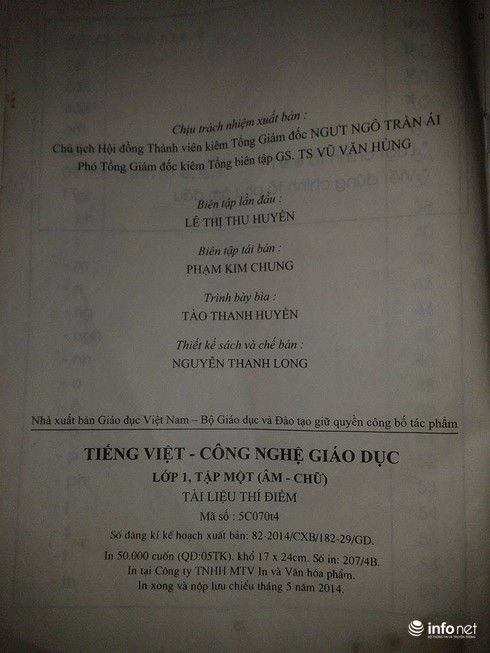 Chịu trách nhiệm xuất bản :
Chủ tịch Hội đồng Thành viên kiêm Tổng Giám đốc NGƯT NGÔ TRẦN ÁI
Phó Tổng Giám đốc kiêm Tổng biên tập GS. TS VŨ VĂN HÙNG
Biên tập lần đầu :
LÊ THỊ THU HUYỀN
Biên tập tái bản :
PHẠM KIM CHUNG
Trình bày bìa :
TÀO THANH HUYỀN
Thiết kế sách và chế bản :
NGUYỄN THANH LONG
Nhà xuất bản Giáo dục Việt Nam – Bộ Giáo dục và Đào tạo giữ quyền công bố tác phẩm
TIẾNG VIỆT - CÔNG NGHỆ GIÁO DỤC
LỚP 1, TẬP MỘT (ÂM - CHỮ)
TÀI LIỆU THÍ ĐIỂM
Mã số : 5C070t4
Số đăng kí kế hoạch xuất bản: 82-2014/CXB/182-29/GD.
In 50.000 cuốn (QĐ:05TK), khổ 17 x 24cm. Số in: 207/4B.
In tại Công ty TNHH MTV In và Văn hóa phẩm.
In xong và nộp lưu chiểu tháng 5 năm 2014.
infonet